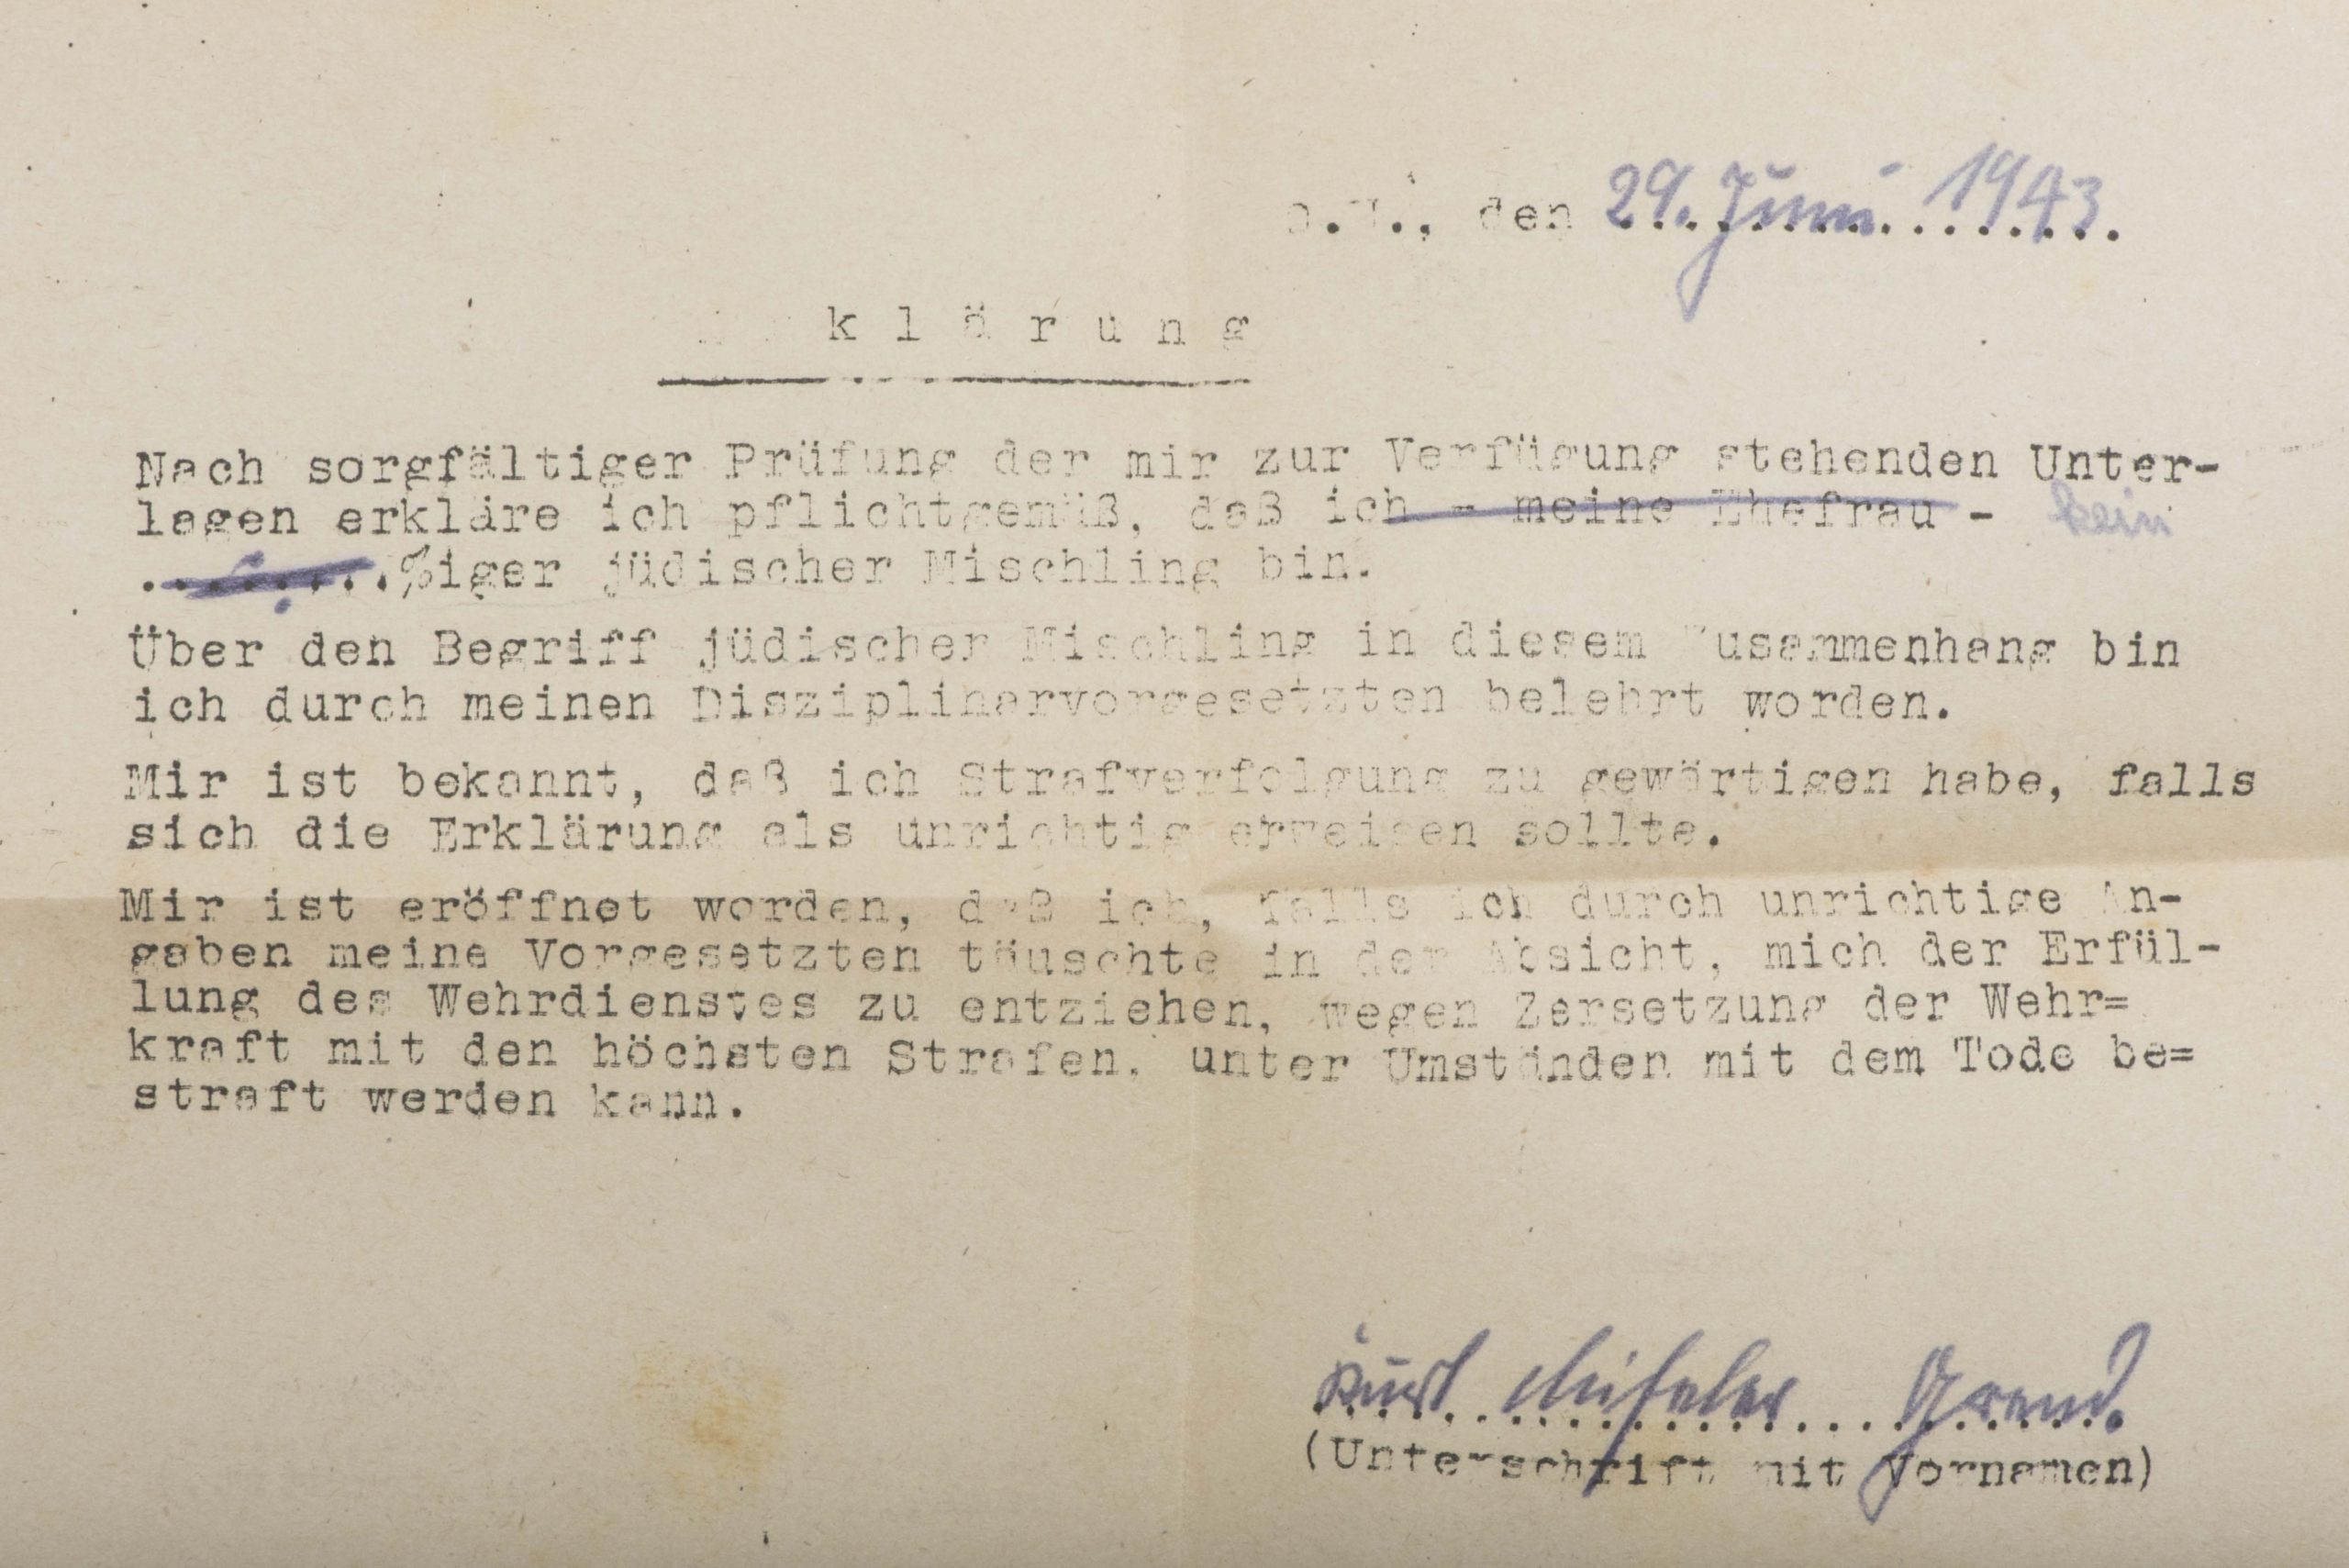 O.U., den 29. Juni 1943.
klärung
Nach sorgfältiger Prüfung der mir zur Verfügung stehenden Unter-
lagen erkläre ich pflichtgemäß, daß ich - meine Ehefrau - kein
.........%iger jüdischer Mischling bin.
Über den Begriff jüdischer Mischling in diesem Zusammenhang bin
ich durch meinen Disziplinarvorgesetzten belehrt worden.
Mir ist bekannt, daß ich Strafverfolgung zu gewärtigen habe, falls
sich die Erklärung als unrichtig erweisen sollte.
Mir ist eröffnet worden, daß ich, falls ich durch unrichtige An-
gaben meine Vorgesetzten täuschte in der Absicht, mich der Erfül-
lung des Wehrdienstes zu entziehen, wegen Zersetzung der Wehr=
kraft mit den höchsten Strafen, unter Umständen mit dem Tode be=
straft werden kann.
Kurt Gren.
(Unterschrift mit Vornamen)